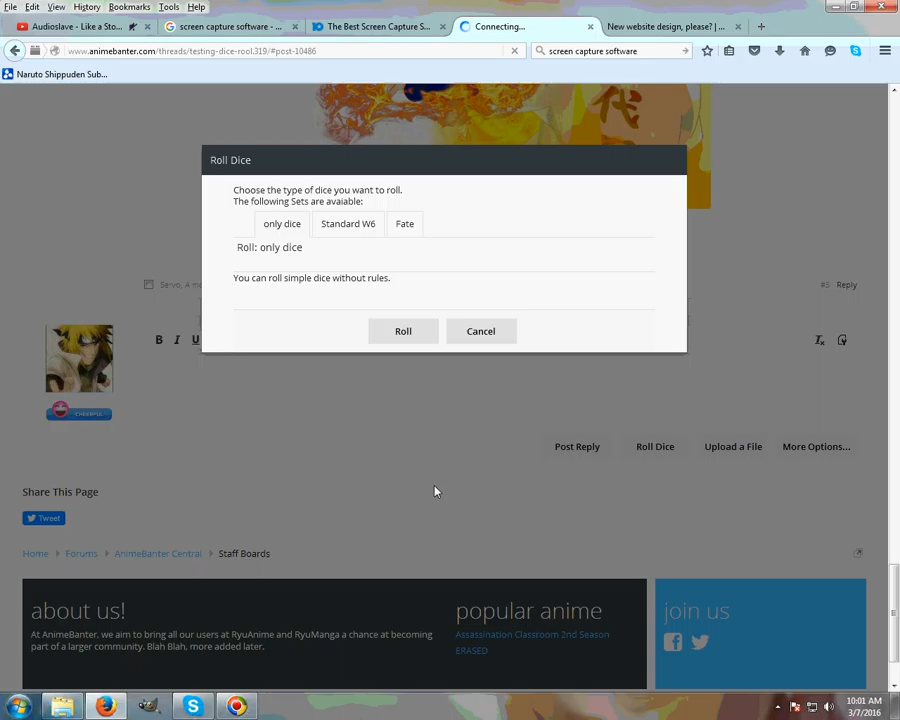 File Edit View History Bookmarks Tools Help
Audioslave - Like a Sto...
screen capture software - ...
The Best Screen Capture S...
Connecting...
New website design, please? | ...
www.animebanter.com/threads/testing-dice-rool.319/#post-10486
screen capture software
Naruto Shippuden Sub...
Roll Dice
Choose the type of dice you want to roll.
The following Sets are avaiable:
only dice Standard W6 Fate
Roll: only dice
You can roll simple dice without rules.
#5 Reply
Roll Cancel
B I U
CHEERFUL
Post Reply Roll Dice Upload a File More Options...
Share This Page
Tweet
Home Forums AnimeBanter Central Staff Boards
about us!
At AnimeBanter, we aim to bring all our users at RyuAnime and RyuManga a chance at becoming
part of a larger community. Blah Blah, more added later.
popular anime
Assassination Classroom 2nd Season
ERASED
join us
10:01 AM
3/7/2016